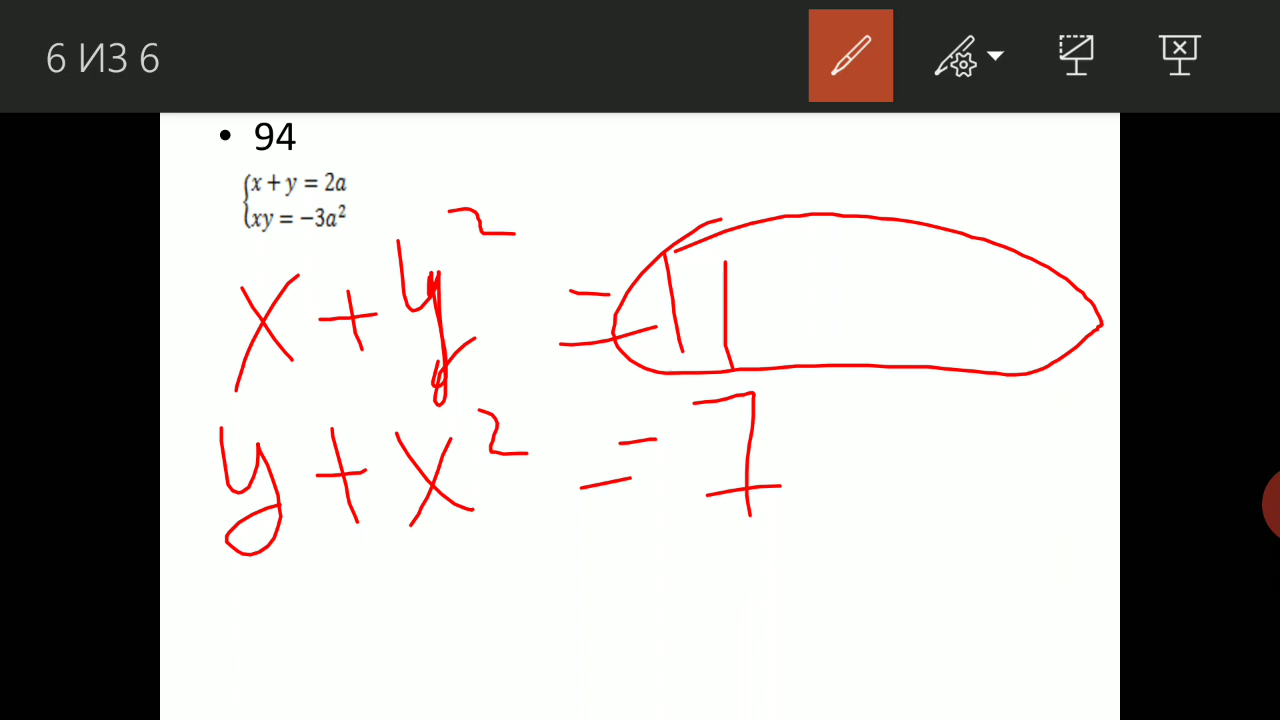 6 ИЗ 6
• 94
{x + y = 2a
xy = −3a²
x + y² = 11
y + x² = 7